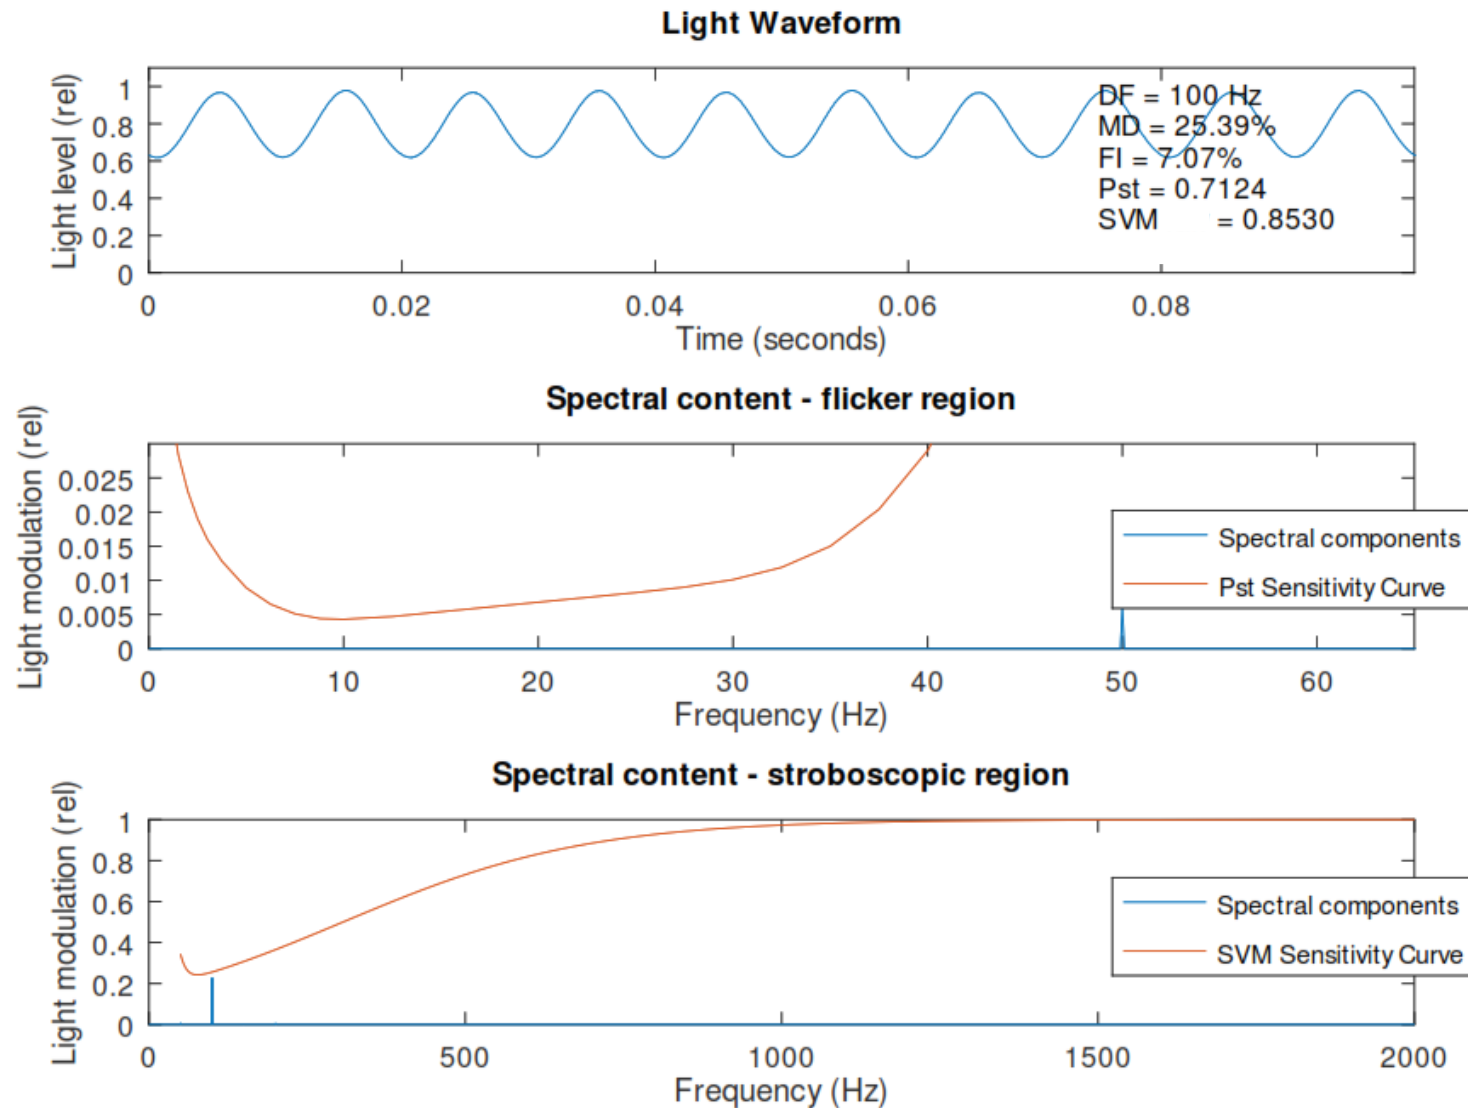 Light Waveform
Light level (rel)
1
0.8
0.6
0.4
0.2
0
DF = 100 Hz
MD = 25.39%
FI = 7.07%
Pst = 0.7124
SVM = 0.8530
0 0.02 0.04 0.06 0.08
Time (seconds)
Spectral content - flicker region
Light modulation (rel)
0.025
0.02
0.015
0.01
0.005
0
Spectral components
Pst Sensitivity Curve
0 10 20 30 40 50 60
Frequency (Hz)
Spectral content - stroboscopic region
Light modulation (rel)
1
0.8
0.6
0.4
0.2
0
Spectral components
SVM Sensitivity Curve
0 500 1000 1500 2000
Frequency (Hz)